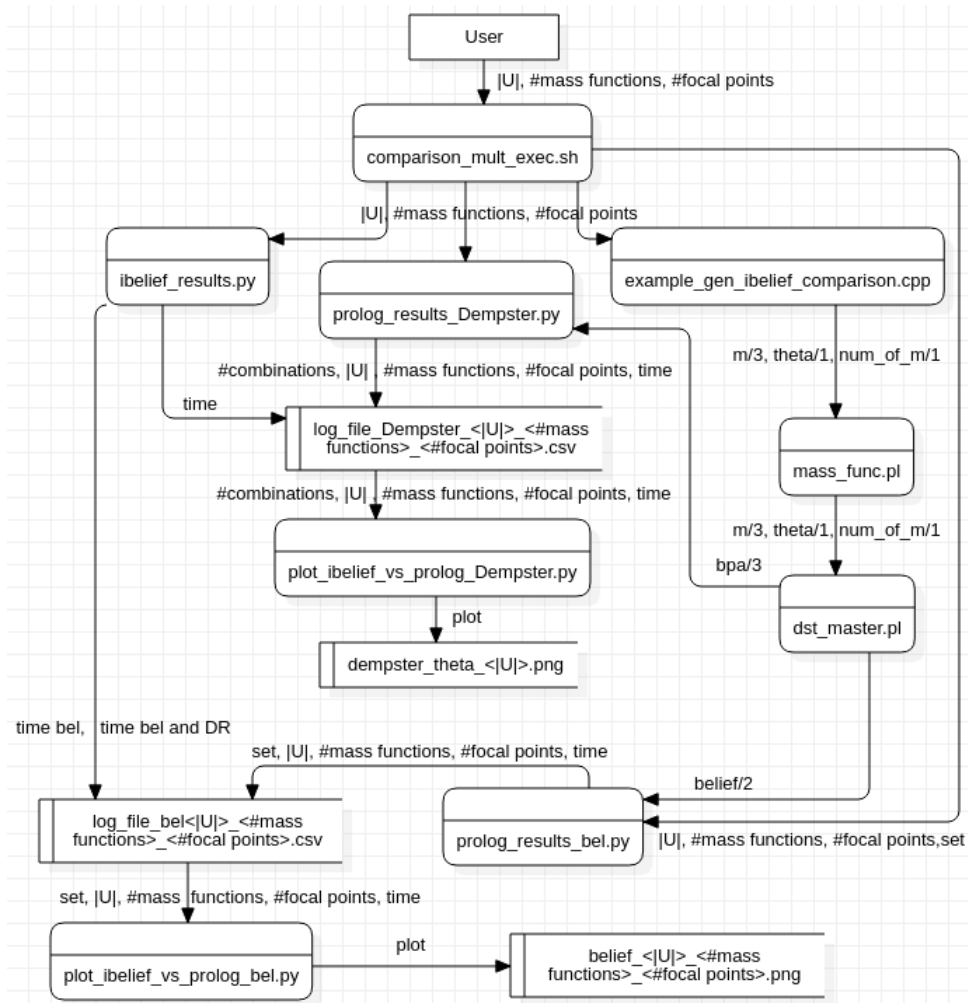 User
|U|, #mass functions, #focal points
comparison_mult_exec.sh
|U|, #mass functions, #focal points
ibelief_results.py
prolog_results_Dempster.py
example_gen_ibelief_comparison.cpp
m/3, theta/1, num_of_m/1
#combinations, |U| , #mass functions, #focal points, time
time
log_file_Dempster_<|U|_<#mass
functions>_<#focal points>.csv
mass_func.pl
#combinations, |U| , #mass functions, #focal points, time
m/3, theta/1, num_of_m/1
bpa/3
plot_ibelief_vs_prolog_Dempster.py
plot
dst_master.pl
dempster_theta_<|U|>.png
time bel, time bel and DR
set, |U|, #mass functions, #focal points, time
belief/2
log_file_bel<|U|>_<#mass
functions>_<#focal points>.csv
prolog_results_bel.py
|U|, #mass functions, #focal points,set
set, |U|, #mass functions, #focal points, time
plot_ibelief_vs_prolog_bel.py
plot
belief_<|U|>_<#mass
functions>_<#focal points>.png